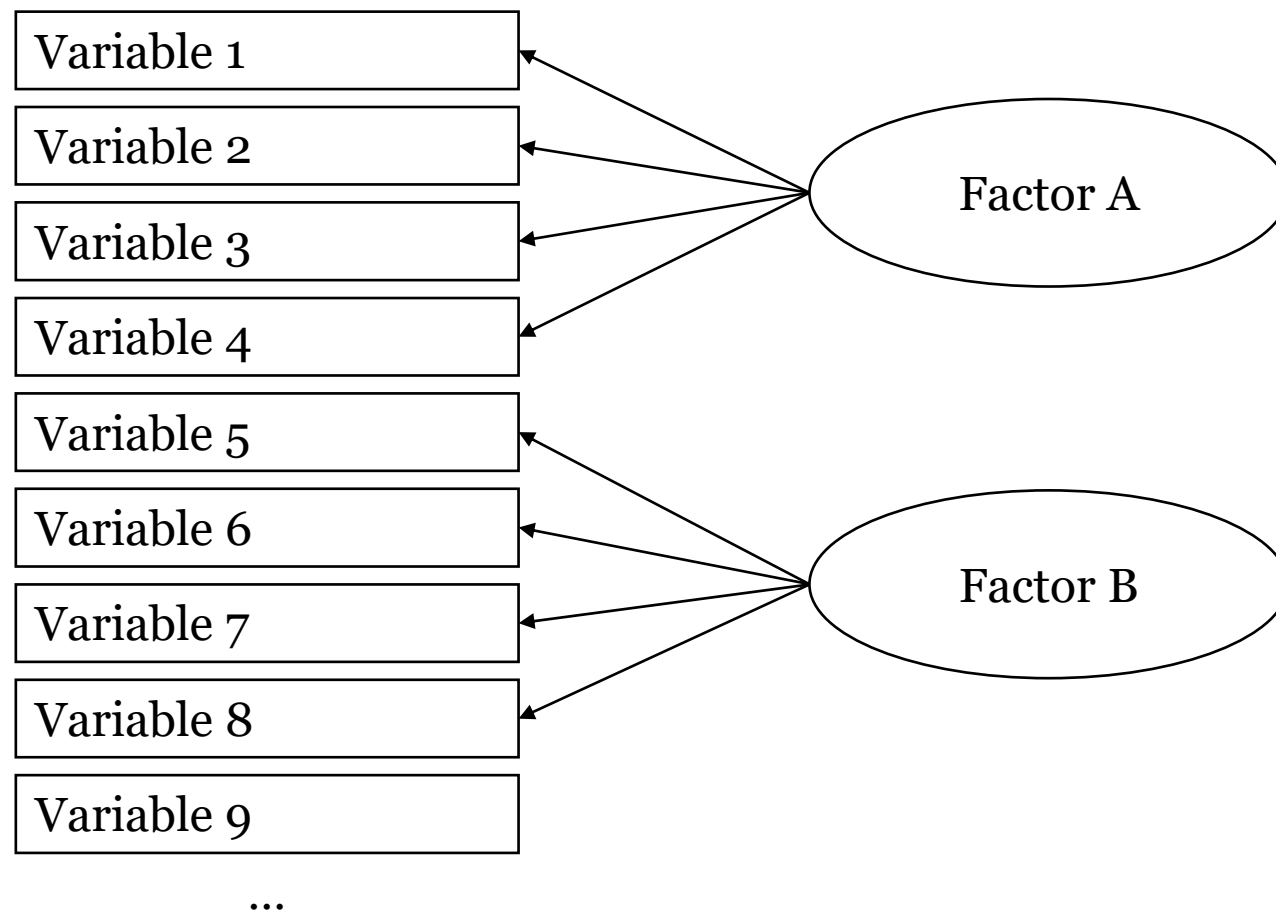 Variable 1
Variable 2
Variable 3
Variable 4
Variable 5
Variable 6
Variable 7
Variable 8
Variable 9
...
Factor A
Factor B